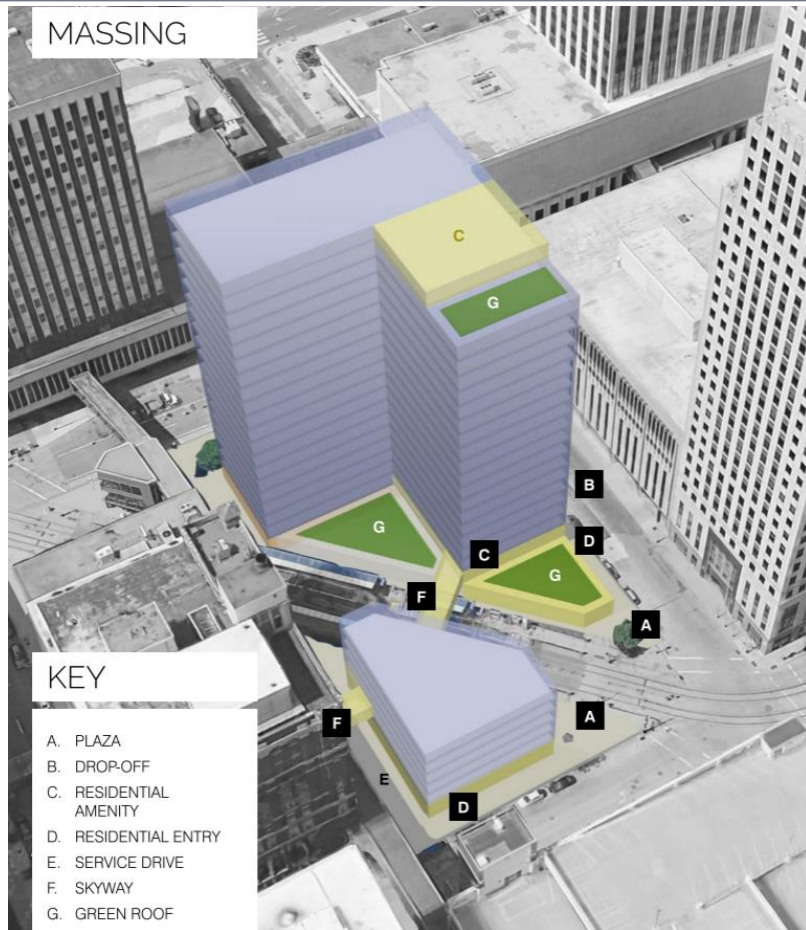 MASSING
C
G
B
G
D
C
G
F
A
A
F
E
D
KEY
A. PLAZA
B. DROP-OFF
C. RESIDENTIAL
AMENITY
D. RESIDENTIAL ENTRY
E. SERVICE DRIVE
F. SKYWAY
G. GREEN ROOF